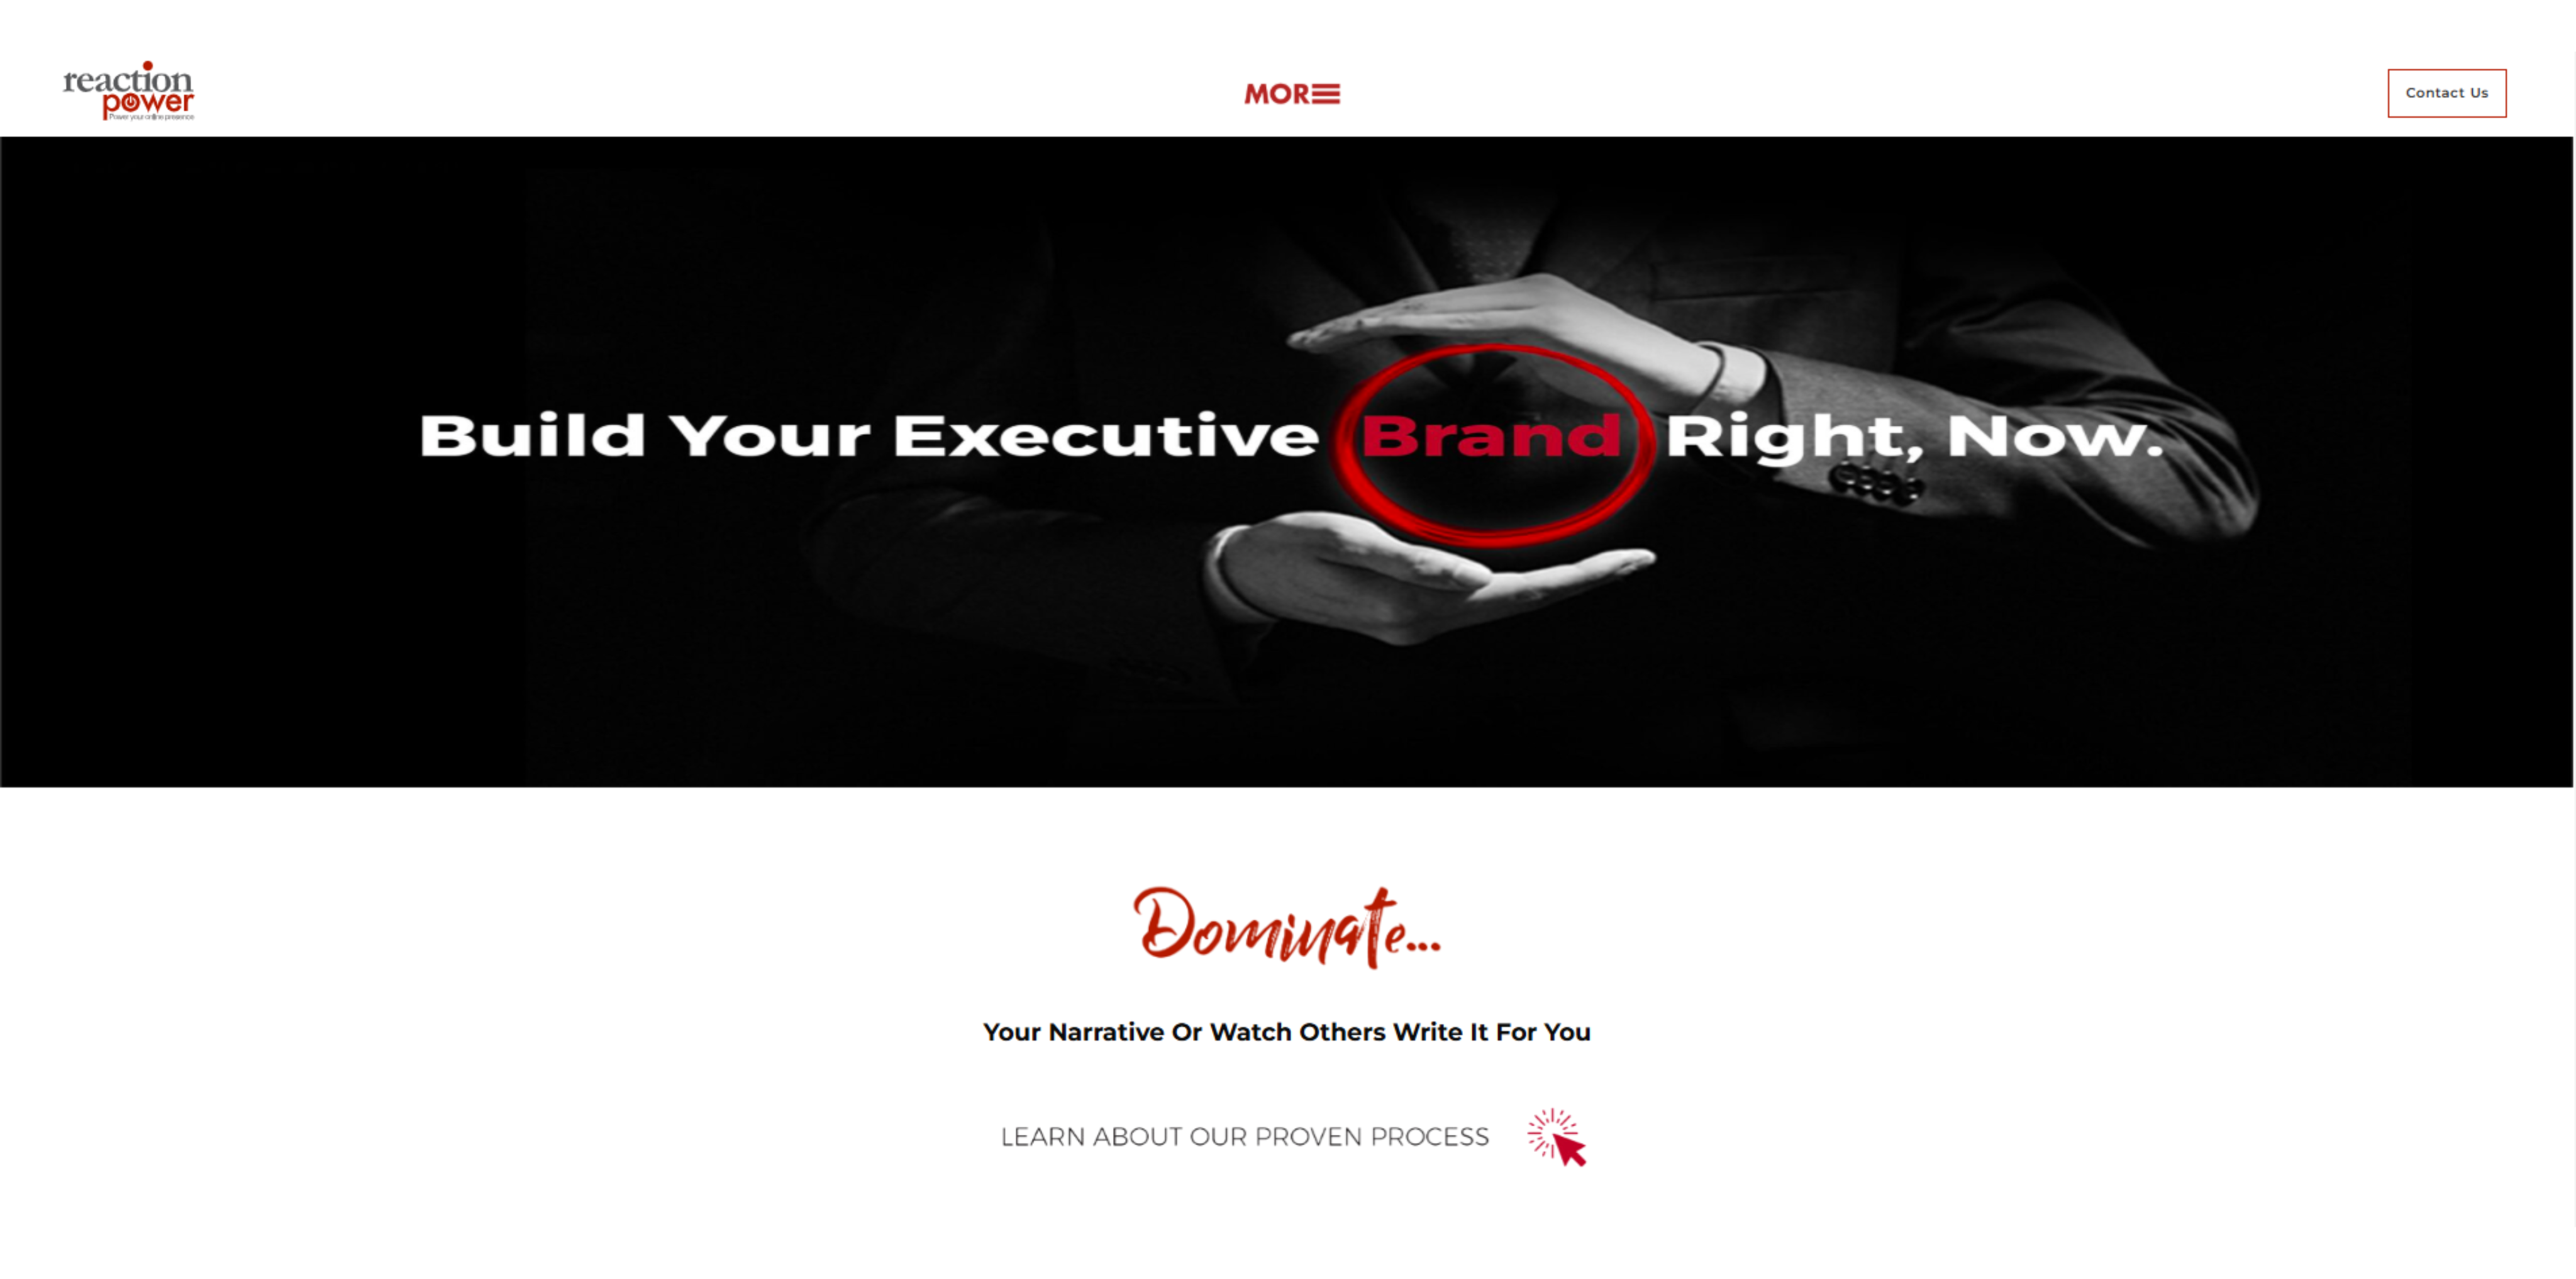 reaction
power
Power your online presence
MORE
Contact Us
Build Your Executive Brand Right, Now.
Dominate...
Your Narrative Or Watch Others Write It For You
LEARN ABOUT OUR PROVEN PROCESS